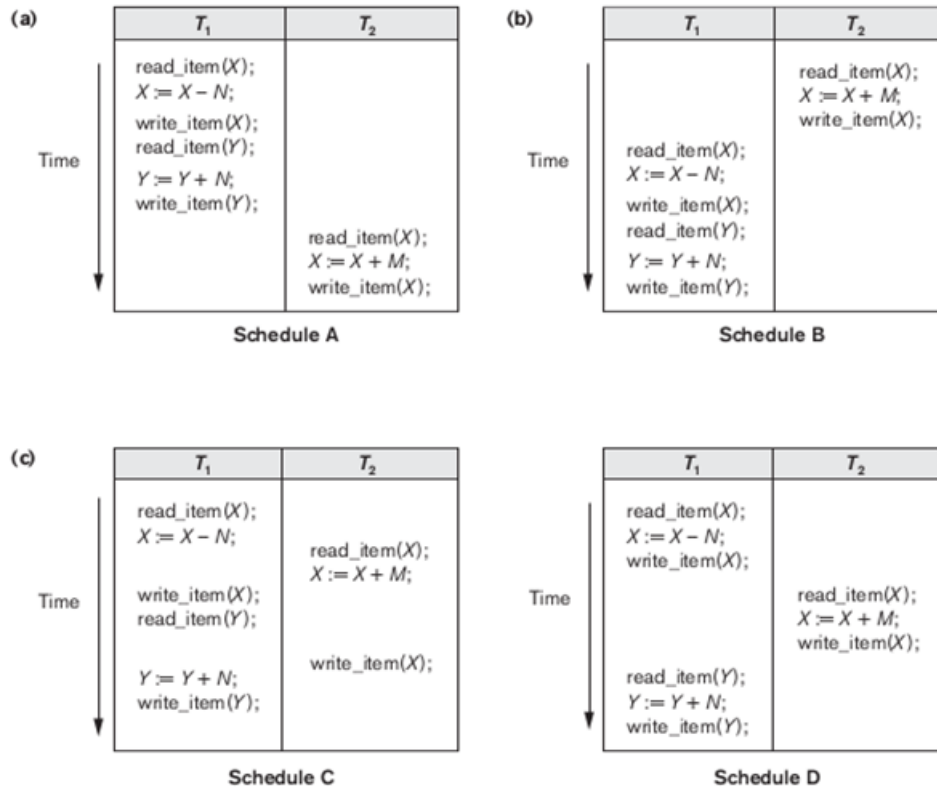 (a)
T1
T2
Time
read_item(X);
X := X – N;
write_item(X);
read_item(Y);
Y := Y + N;
write_item(Y);
read_item(X);
X := X + M;
write_item(X);
Schedule A
(b)
T1
T2
Time
read_item(X);
X := X + M;
write_item(X);
read_item(X);
X := X – N;
write_item(X);
read_item(Y);
Y := Y + N;
write_item(Y);
Schedule B
(c)
T1
T2
Time
read_item(X);
X := X – N;
read_item(X);
X := X + M;
write_item(X);
read_item(Y);
write_item(X);
Y := Y + N;
write_item(Y);
Schedule C
T1
T2
Time
read_item(X);
X := X – N;
write_item(X);
read_item(X);
X := X + M;
write_item(X);
read_item(Y);
Y := Y + N;
write_item(Y);
Schedule D